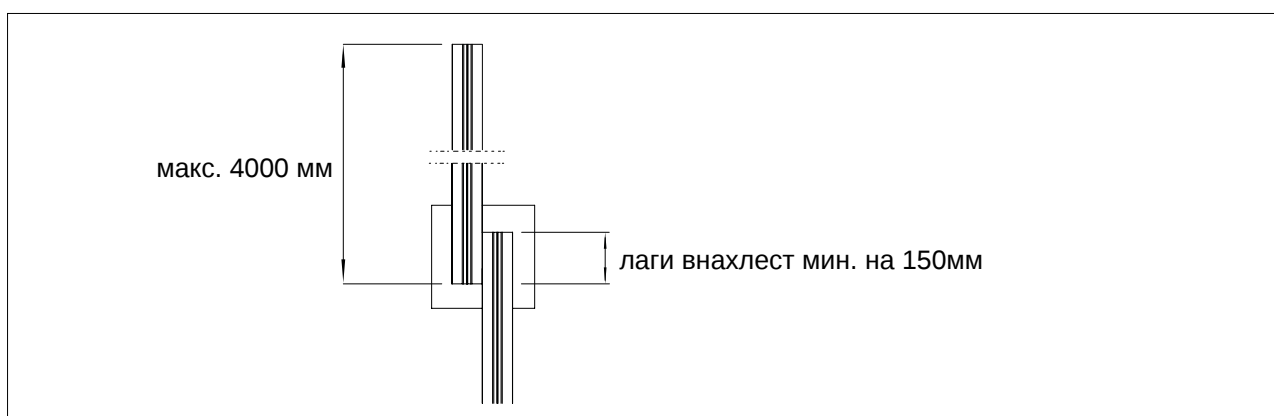 макс. 4000 мм
лаги внахлест мин. на 150мм